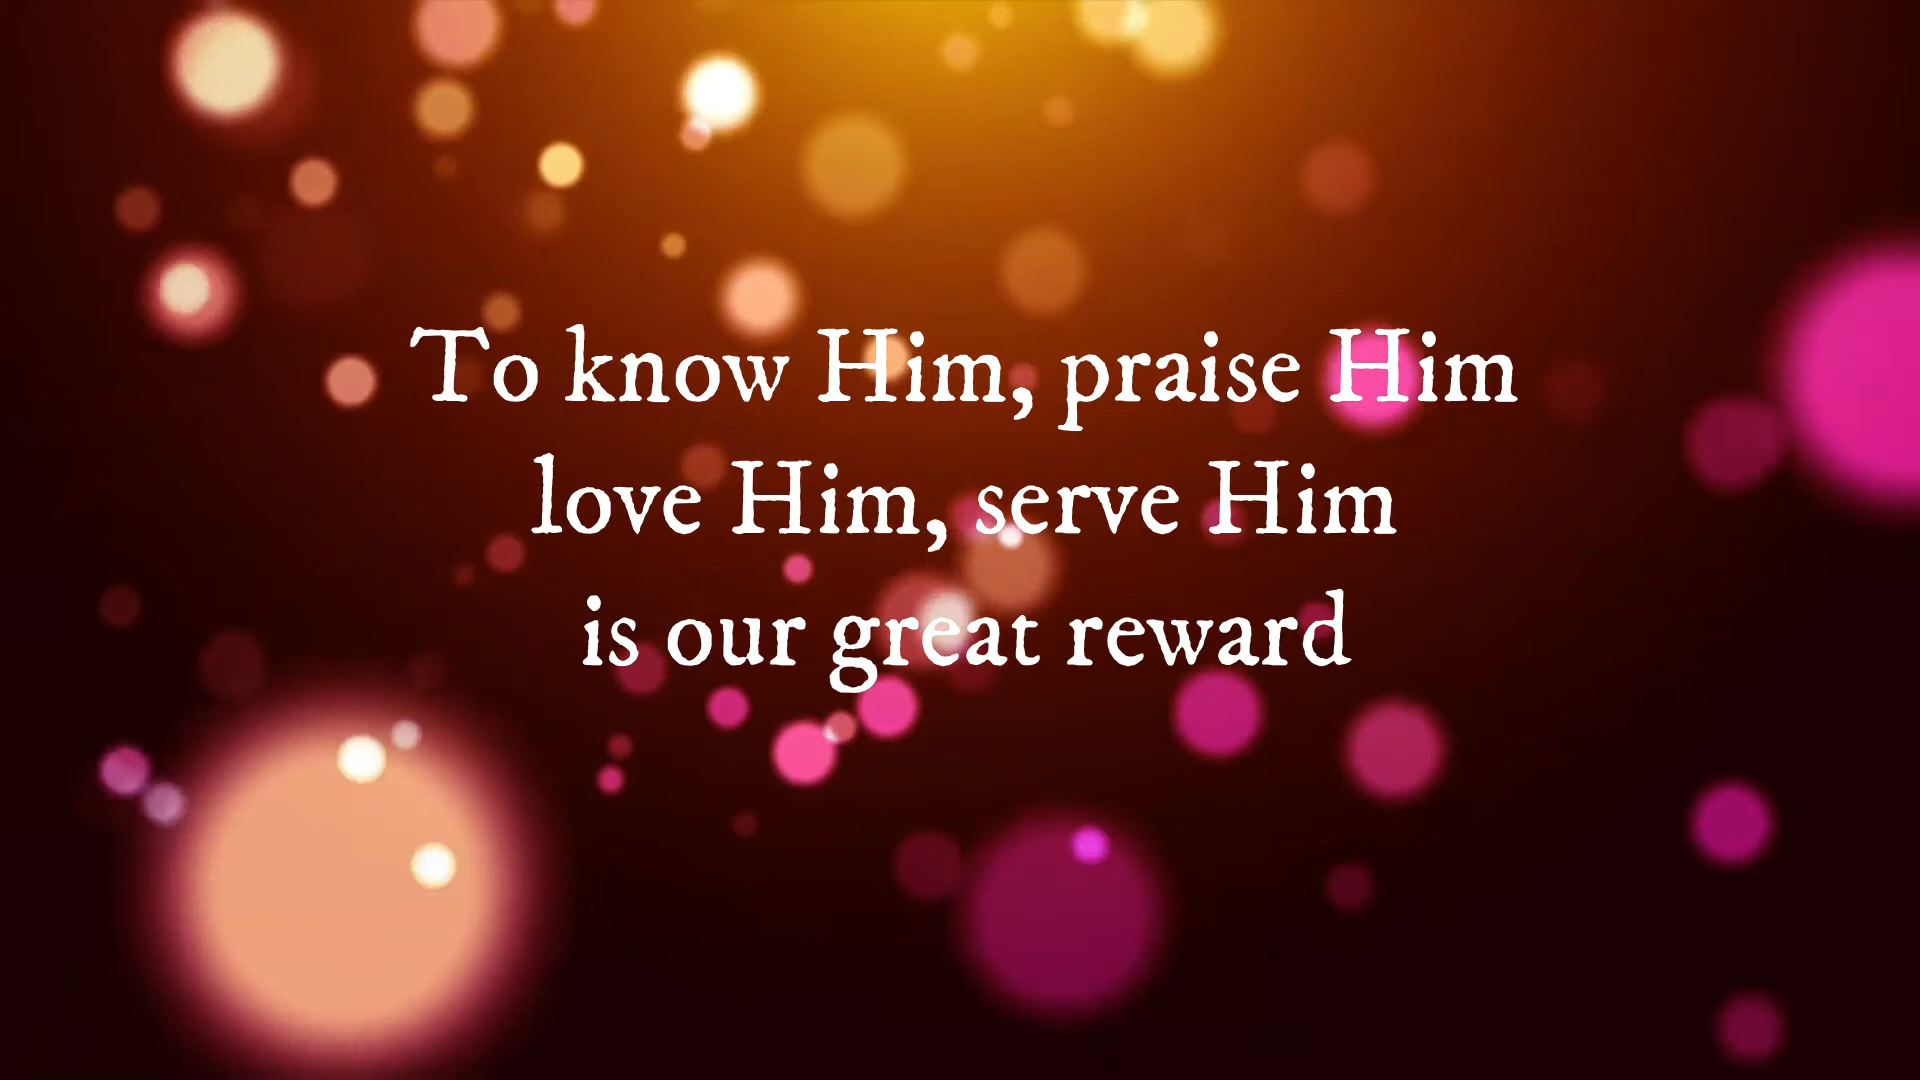 To know Him, praise Him
love Him, serve Him
is our great reward